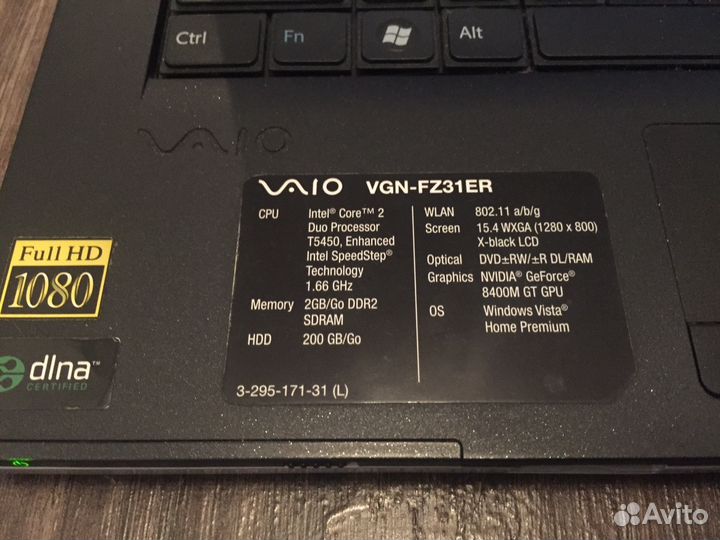 Ctrl
Fn
Alt
VAIO
VAIO VGN-FZ31ER
CPU Intel® Core™ 2
Duo Processor
T5450, Enhanced
Intel SpeedStep®
Technology
1.66 GHz
Memory 2GB/Go DDR2
SDRAM
HDD 200 GB/Go
WLAN 802.11 a/b/g
Screen 15.4 WXGA (1280 x 800)
X-black LCD
Optical DVD±RW/±R DL/RAM
Graphics NVIDIA® GeForce®
8400M GT GPU
OS Windows Vista®
Home Premium
3-295-171-31 (L)
Full HD
1080
dlna™
CERTIFIED
Avito